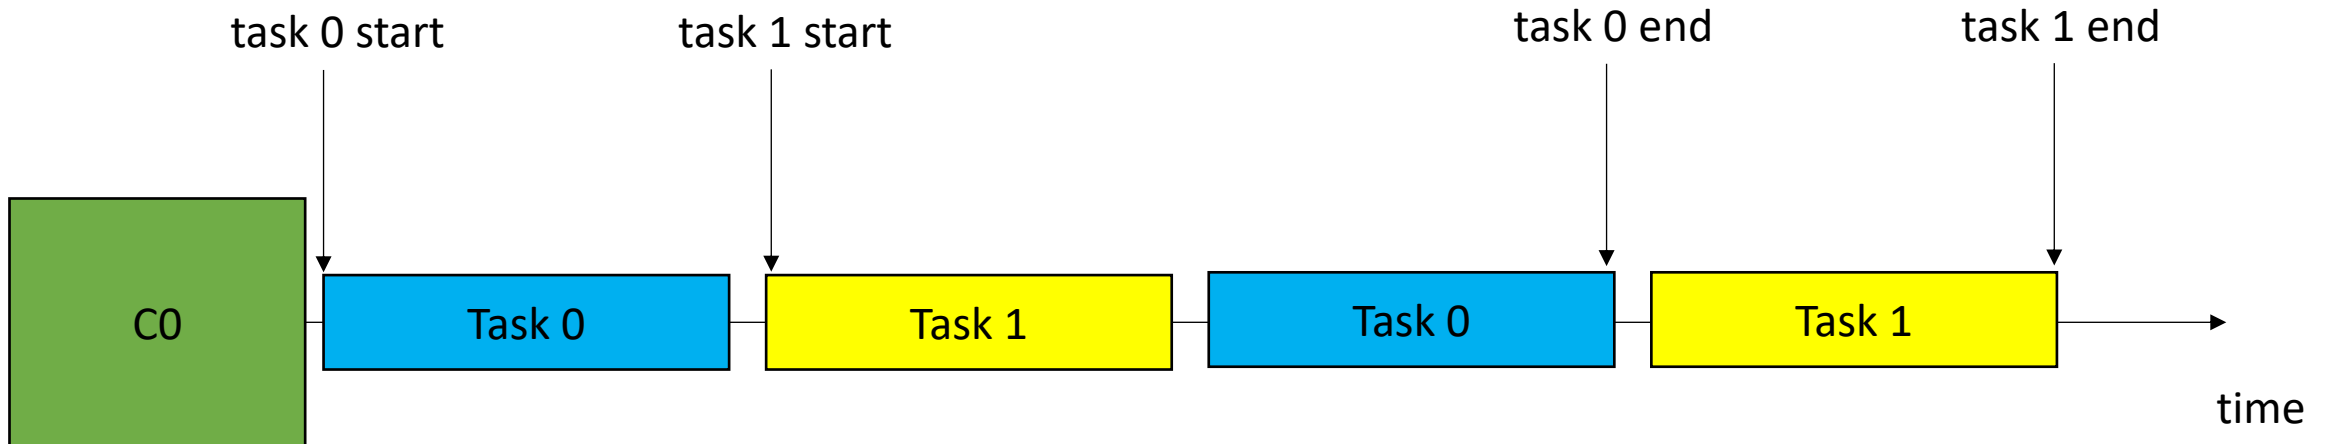 task 0 start
task 1 start
task 0 end
task 1 end
C0
Task 0
Task 1
Task 0
Task 1
time